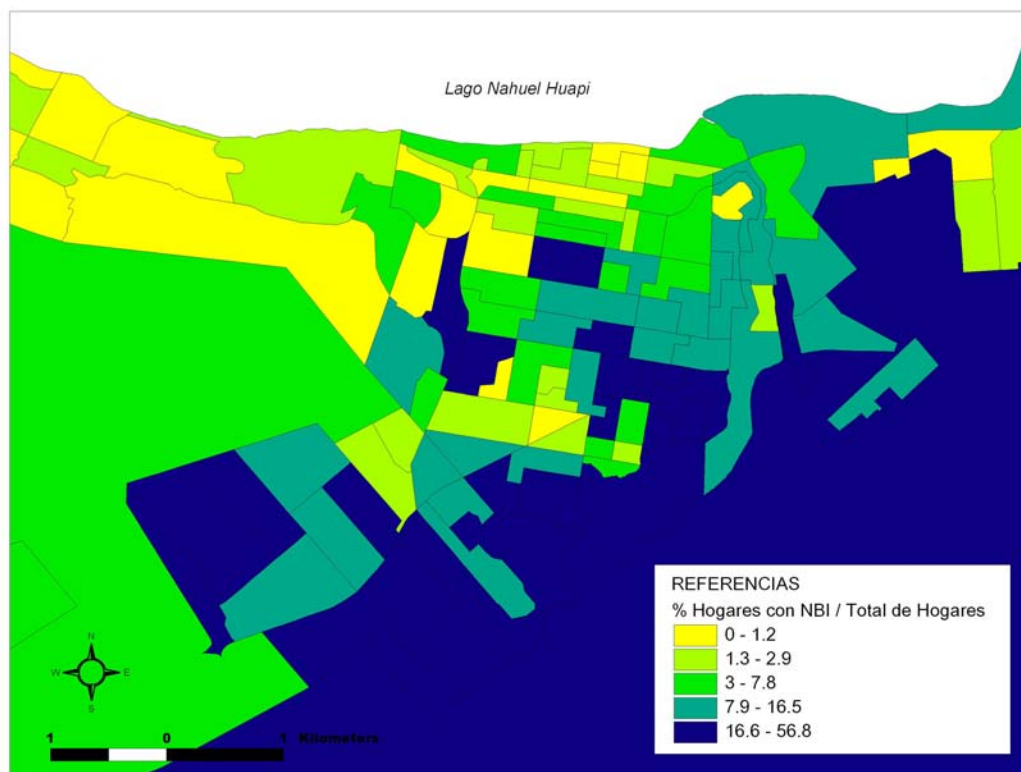 Lago Nahuel Huapi
REFERENCIAS
% Hogares con NBI / Total de Hogares
0 - 1.2
1.3 - 2.9
3 - 7.8
7.9 - 16.5
16.6 - 56.8
N
W E
S
1 0 1 Kilometers